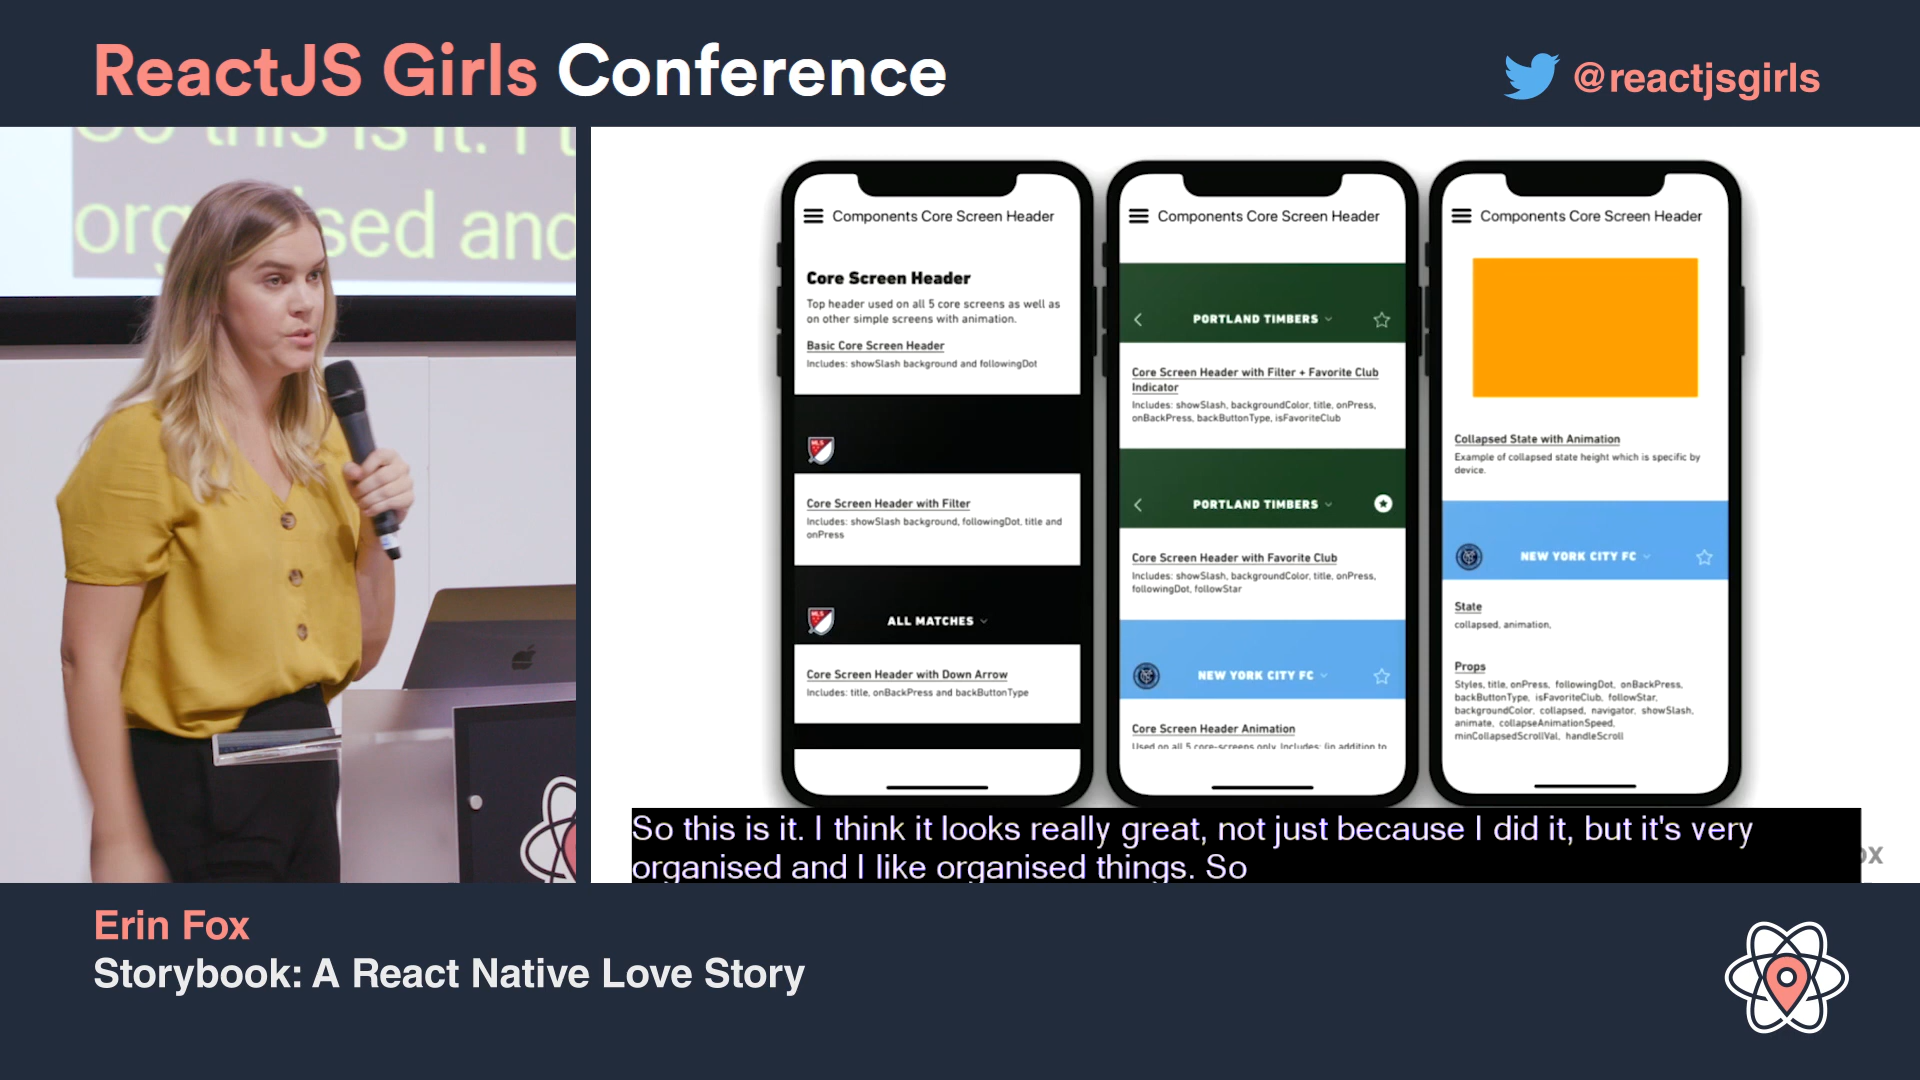 ReactJS Girls Conference
@reactjsgirls
So this is it. I
organised and
Components Core Screen Header
Core Screen Header
Top header used on all 5 core screens as well as
on other simple screens with animation.
Basic Core Screen Header
Includes: showSlash background and followingDot
MLS
Core Screen Header with Filter
Includes: showSlash background, followingDot, title and
onPress
MLS
ALL MATCHES
Core Screen Header with Down Arrow
Includes: title, onBackPress and backButtonType
Components Core Screen Header
PORTLAND TIMBERS
Core Screen Header with Filter + Favorite Club
Indicator
Includes: showSlash, backgroundColor, title, onPress,
onBackPress, backButtonType, isFavoriteClub
PORTLAND TIMBERS
Core Screen Header with Favorite Club
Includes: showSlash, backgroundColor, title, onPress,
followingDot, followStar
NEW YORK CITY FC
Core Screen Header Animation
Used on all 5 core-screens only. Includes: (in addition to
Components Core Screen Header
Collapsed State with Animation
Example of collapsed state height which is specific by
device.
NEW YORK CITY FC
State
collapsed, animation,
Props
Styles, title, onPress, followingDot, onBackPress,
backButtonType, isFavoriteClub, followStar,
backgroundColor, collapsed, navigator, showSlash,
animate, collapseAnimationSpeed,
minCollapsedScrollVal, handleScroll
So this is it. I think it looks really great, not just because I did it, but it's very
organised and I like organised things. So
ox
Erin Fox
Storybook: A React Native Love Story